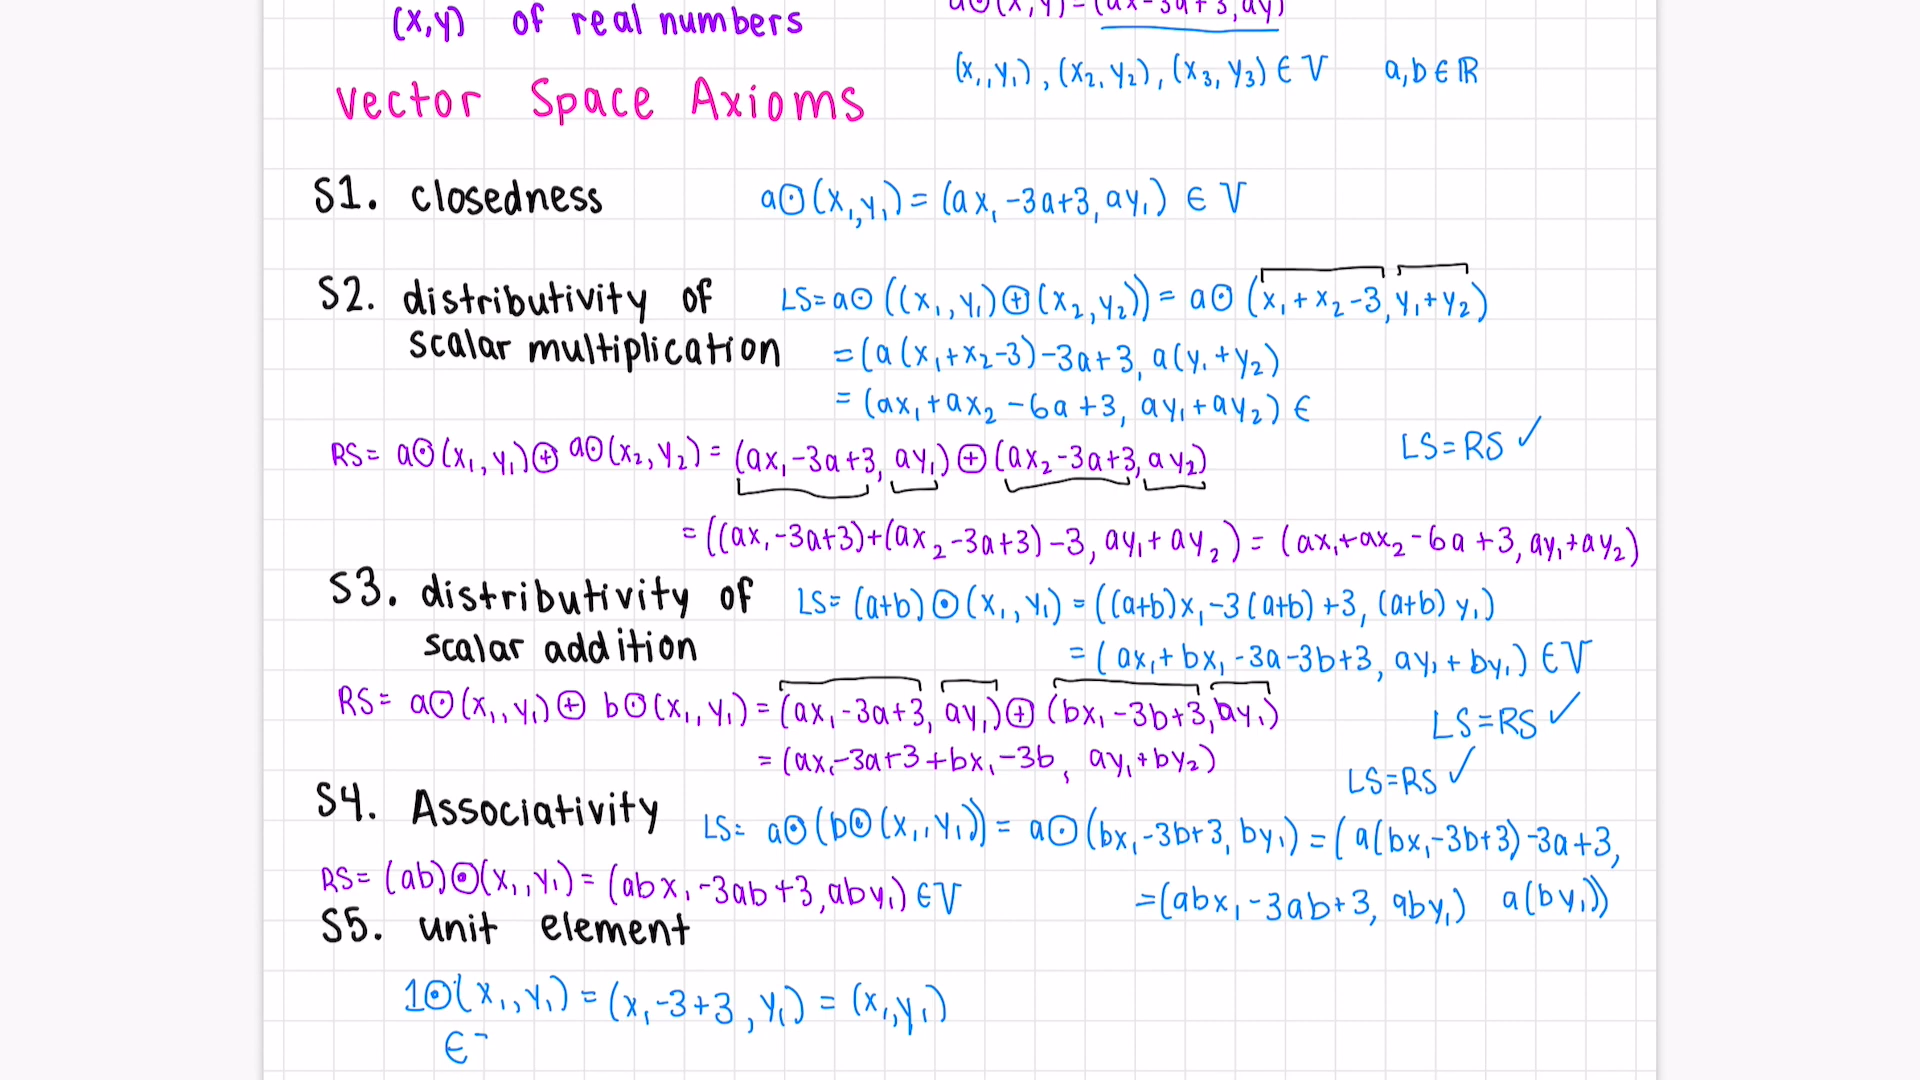 (x,y) of real numbers
a⊙(x,y)=(ax-3a+3, ay)
(x₁,y₁), (x₂,y₂), (x₃,y₃) ∈ V a,b ∈ ℝ
vector Space Axioms
S1. closedness a⊙(x₁,y₁) = (ax₁-3a+3, ay₁) ∈ V
S2. distributivity of LS= a⊙((x₁,y₁)⊕(x₂,y₂)) = a⊙(x₁+x₂-3, y₁+y₂)
scalar multiplication =(a(x₁+x₂-3)-3a+3, a(y₁+y₂)
= (ax₁+ax₂-6a+3, ay₁+ay₂) ∈
LS=RS ✓
RS= a⊙(x₁,y₁)⊕ a⊙(x₂,y₂) = (ax₁-3a+3, ay₁)⊕(ax₂-3a+3, ay₂)
= ((ax₁-3a+3)+(ax₂-3a+3)-3, ay₁+ay₂) = (ax₁+ax₂-6a+3, ay₁+ay₂)
S3. distributivity of LS= (a+b)⊙(x₁,y₁) = ((a+b)x₁-3(a+b)+3, (a+b)y₁)
scalar addition = (ax₁+bx₁-3a-3b+3, ay₁+by₁) ∈V
RS= a⊙(x₁,y₁)⊕ b⊙(x₁,y₁) = (ax₁-3a+3, ay₁)⊕(bx₁-3b+3, by₁)
LS=RS ✓
= (ax₁-3a+3+bx₁-3b, ay₁+by₂)
LS=RS ✓
S4. Associativity LS= a⊙(b⊙(x₁,y₁)) = a⊙(bx₁-3b+3, by₁) = (a(bx₁-3b+3)-3a+3,
RS= (ab)⊙(x₁,y₁) = (abx₁-3ab+3, aby₁) ∈V =(abx₁-3ab+3, aby₁) a(by₁))
S5. unit element
1⊙(x₁,y₁) = (x₁-3+3, y₁) = (x₁,y₁)
∈